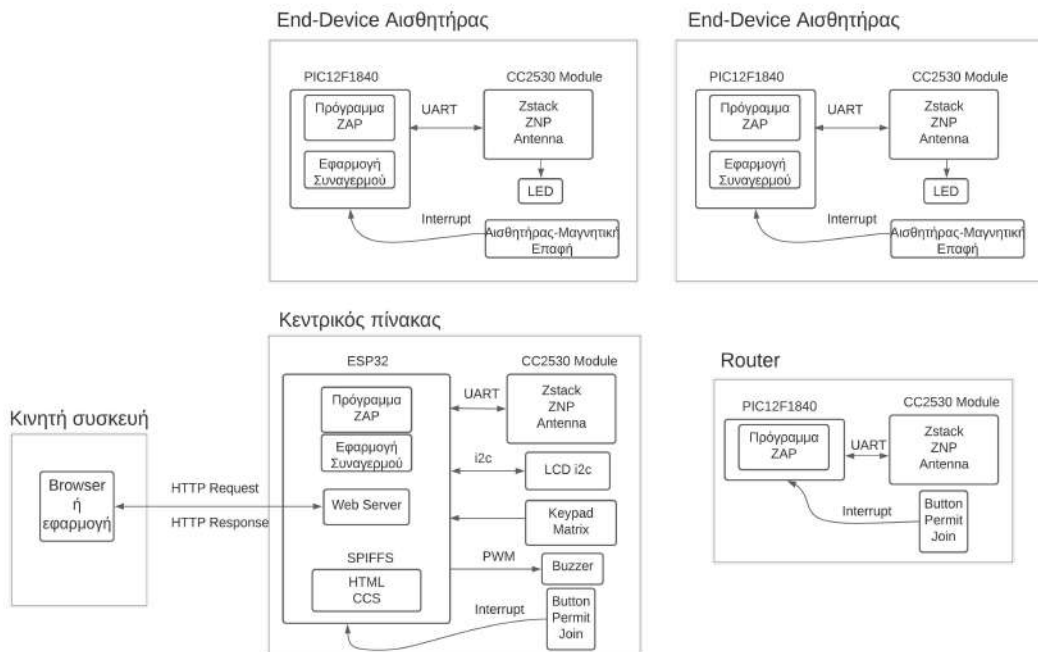 End-Device Αισθητήρας
PIC12F1840
CC2530 Module
Πρόγραμμα
ZAP
Εφαρμογή
Συναγερμού
UART
Zstack
ZNP
Antenna
LED
Interrupt
Αισθητήρας-Μαγνητική
Επαφή
End-Device Αισθητήρας
PIC12F1840
CC2530 Module
Πρόγραμμα
ZAP
Εφαρμογή
Συναγερμού
UART
Zstack
ZNP
Antenna
LED
Interrupt
Αισθητήρας-Μαγνητική
Επαφή
Κινητή συσκευή
Browser
ή
εφαρμογή
HTTP Request
HTTP Response
Κεντρικός πίνακας
ESP32
CC2530 Module
Πρόγραμμα
ZAP
Εφαρμογή
Συναγερμού
Web Server
SPIFFS
HTML
CCS
UART
Zstack
ZNP
Antenna
i2c
LCD i2c
Keypad
Matrix
PWM
Buzzer
Interrupt
Button
Permit
Join
Router
PIC12F1840
CC2530 Module
Πρόγραμμα
ZAP
UART
Zstack
ZNP
Antenna
Interrupt
Button
Permit
Join